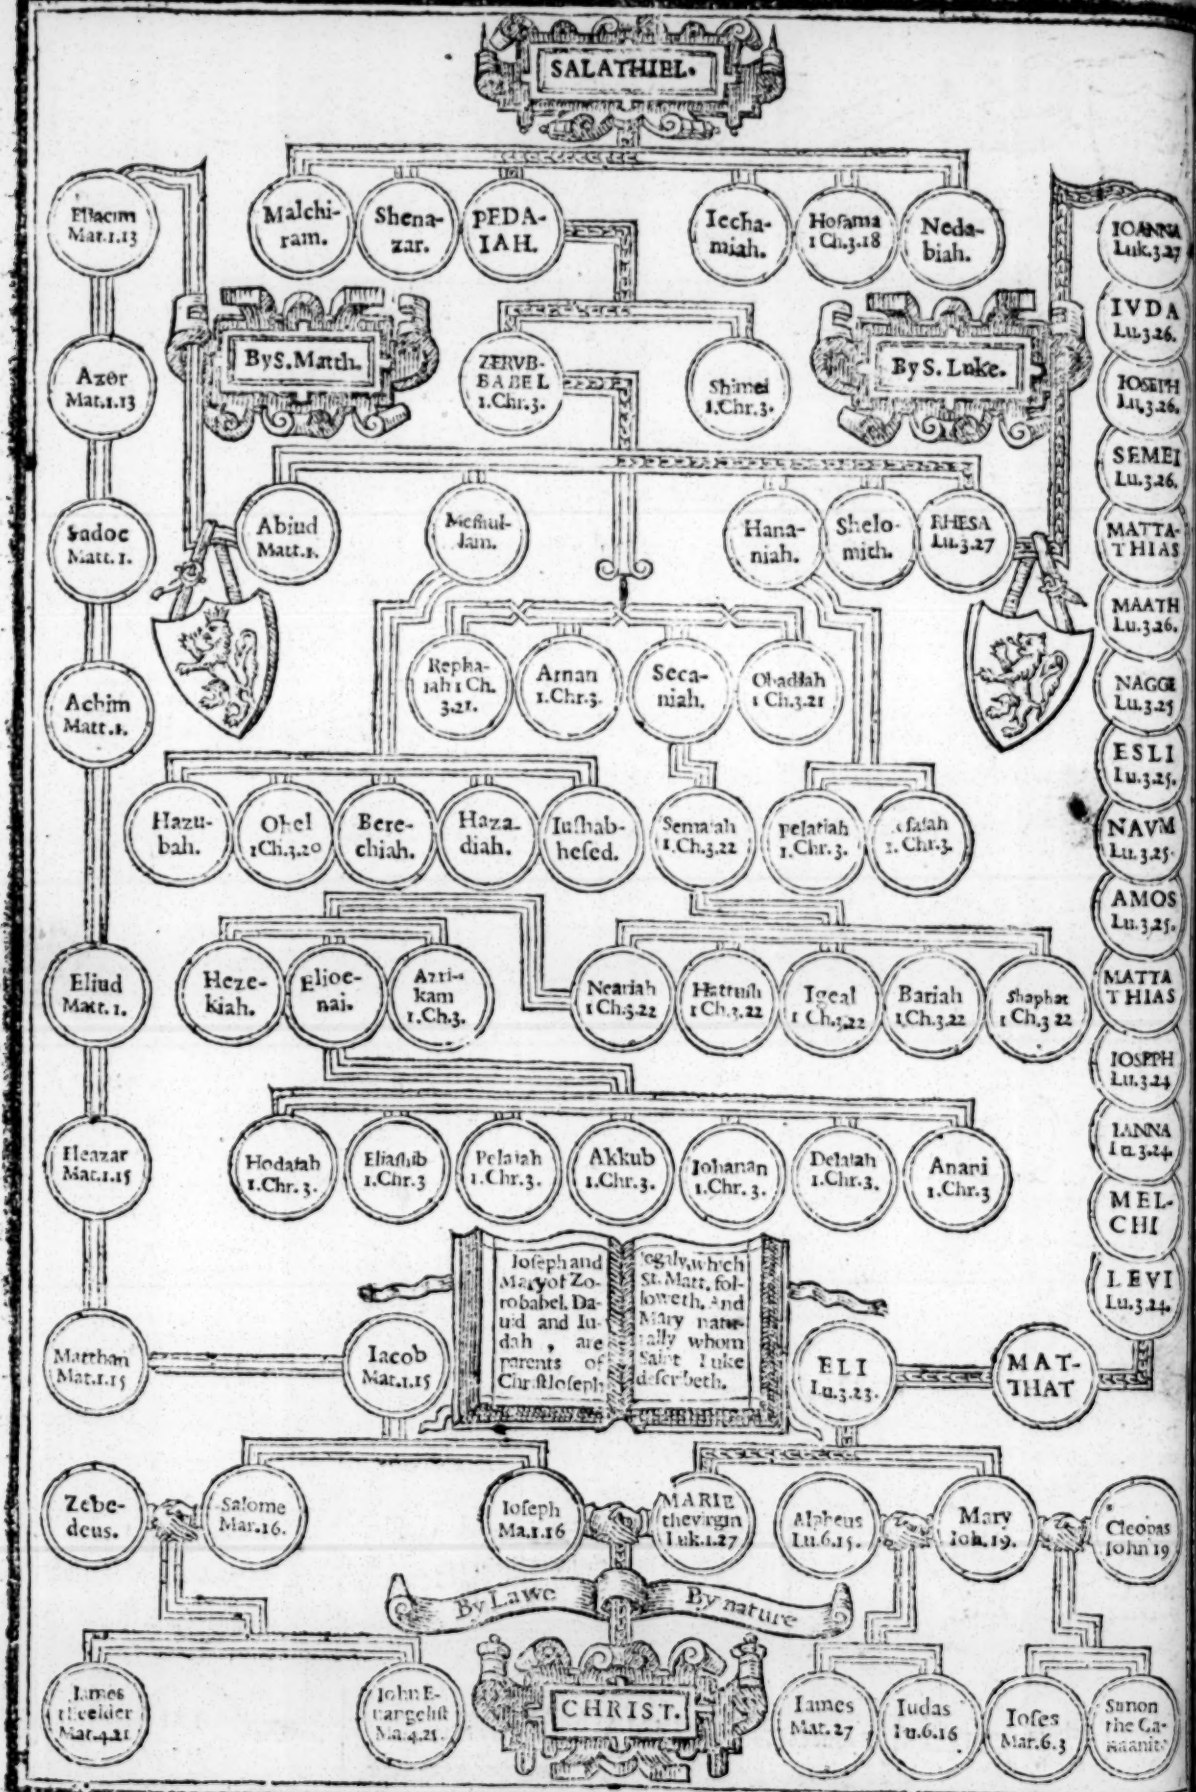 SALATHIEL.
Eliacim
Mat.1.13
Malchi-
ram.
Shena-
zar.
PEDA-
IAH.
Iecha-
miah.
Hosama
1 Ch.3.18
Neda-
biah.
IOANNA
Luk.3.27
IVDA
Lu.3.26.
By S. Matth.
ZERVB-
BABEL
1.Chr.3.
Shimei
1.Chr.3.
By S. Luke.
Azor
Mat.1.13
IOSEPH
Lu.3.26.
SEMEI
Lu.3.26.
Sadoc
Matt. 1.
Abiud
Matt.1.
Meſhul-
lam.
Hana-
niah.
Shelo-
mith.
RHESA
Lu.3.27
MATTA-
THIAS
MAATH
Lu.3.26.
Achim
Matt.1.
Repha-
iah 1 Ch.
3.21.
Arnan
1.Chr.3.
Seca-
niah.
Obadiah
1 Ch.3.21
NAGGE
Lu.3.25
ESLI
Lu.3.25.
Hazu-
bah.
Ohel
1Ch.3.20
Bere-
chiah.
Haza-
diah.
Iuſhab-
heſed.
Semaiah
1.Ch.3.22
Pelatiah
1.Chr.3.
1.Chr.3.
NAVM
Lu.3.25.
AMOS
Lu.3.25.
Eliud
Matt. 1.
Heze-
kiah.
Elioe-
nai.
Azri-
kam
1.Ch.3.
Neariah
1 Ch.3.22
Hattuſh
1 Ch.3.22
Igeal
1 Ch.3.22
Bariah
1.Ch.3.22
Shaphat
1 Ch.3 22
MATTA
THIAS
IOSEPH
Lu.3.24
Eleazar
Mat.1.15
Hodaiah
1.Chr.3.
Eliaſhib
1.Chr.3
Pelaiah
1.Chr.3.
Akkub
1.Chr.3.
Iohanan
1.Chr.3.
Delaiah
1.Chr.3.
Anani
1.Chr.3
IANNA
Lu.3.24.
MEL-
CHI
LEVI
Lu.3.24.
Ioseph and
Mary of Zo-
robabel. Da-
uid and Iu-
dah , are
parents of
Chriſt Ioseph
legaly, which
St. Matt. fol-
loweth. And
Mary natu-
rally whom
Saint Luke
deſcribeth.
Matthan
Mat.1.15
Iacob
Mat.1.15
ELI
Lu.3.23.
MAT-
THAT
Zebe-
deus.
Salome
Mar.16.
Ioſeph
Ma.1.16
MARIE
the virgin
Luk.1.27
Alpheus
Lu.6.15.
Mary
Ioh.19.
Cleopas
Iohn 19
By Lawe
By nature
Iames
the elder
Mat.4.21
Iohn E-
uangeliſt
Ma.4.21.
CHRIST.
Iames
Mat.27
Iudas
Lu.6.16
Ioſes
Mar.6.3
Simon
the Ca-
naanite